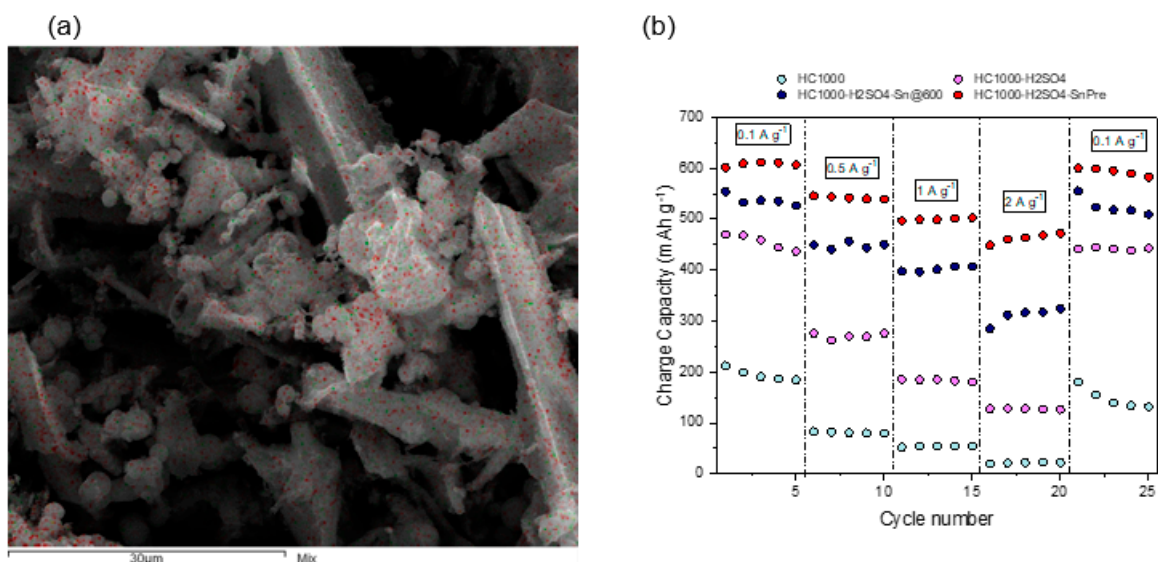 (a)
30µm
Mix
(b)
HC1000
HC1000-H2SO4
HC1000-H2SO4-Sn@600
HC1000-H2SO4-SnPre
700
600
500
400
300
200
100
0
Charge Capacity (m Ah g-1)
0.1 A g-1
0.5 A g-1
1 A g-1
2 A g-1
0.1 A g-1
5
10
15
20
25
Cycle number